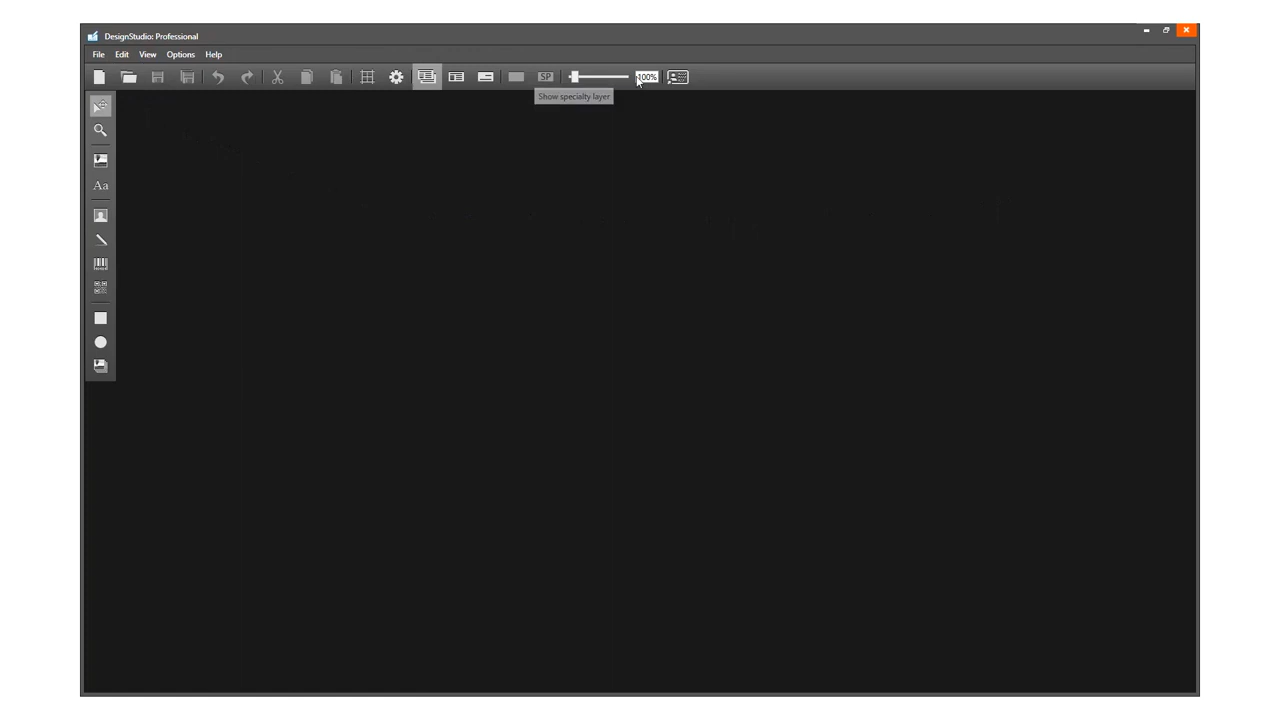 DesignStudio: Professional
File Edit View Options Help
SP 100%
Show specialty layer
Aa